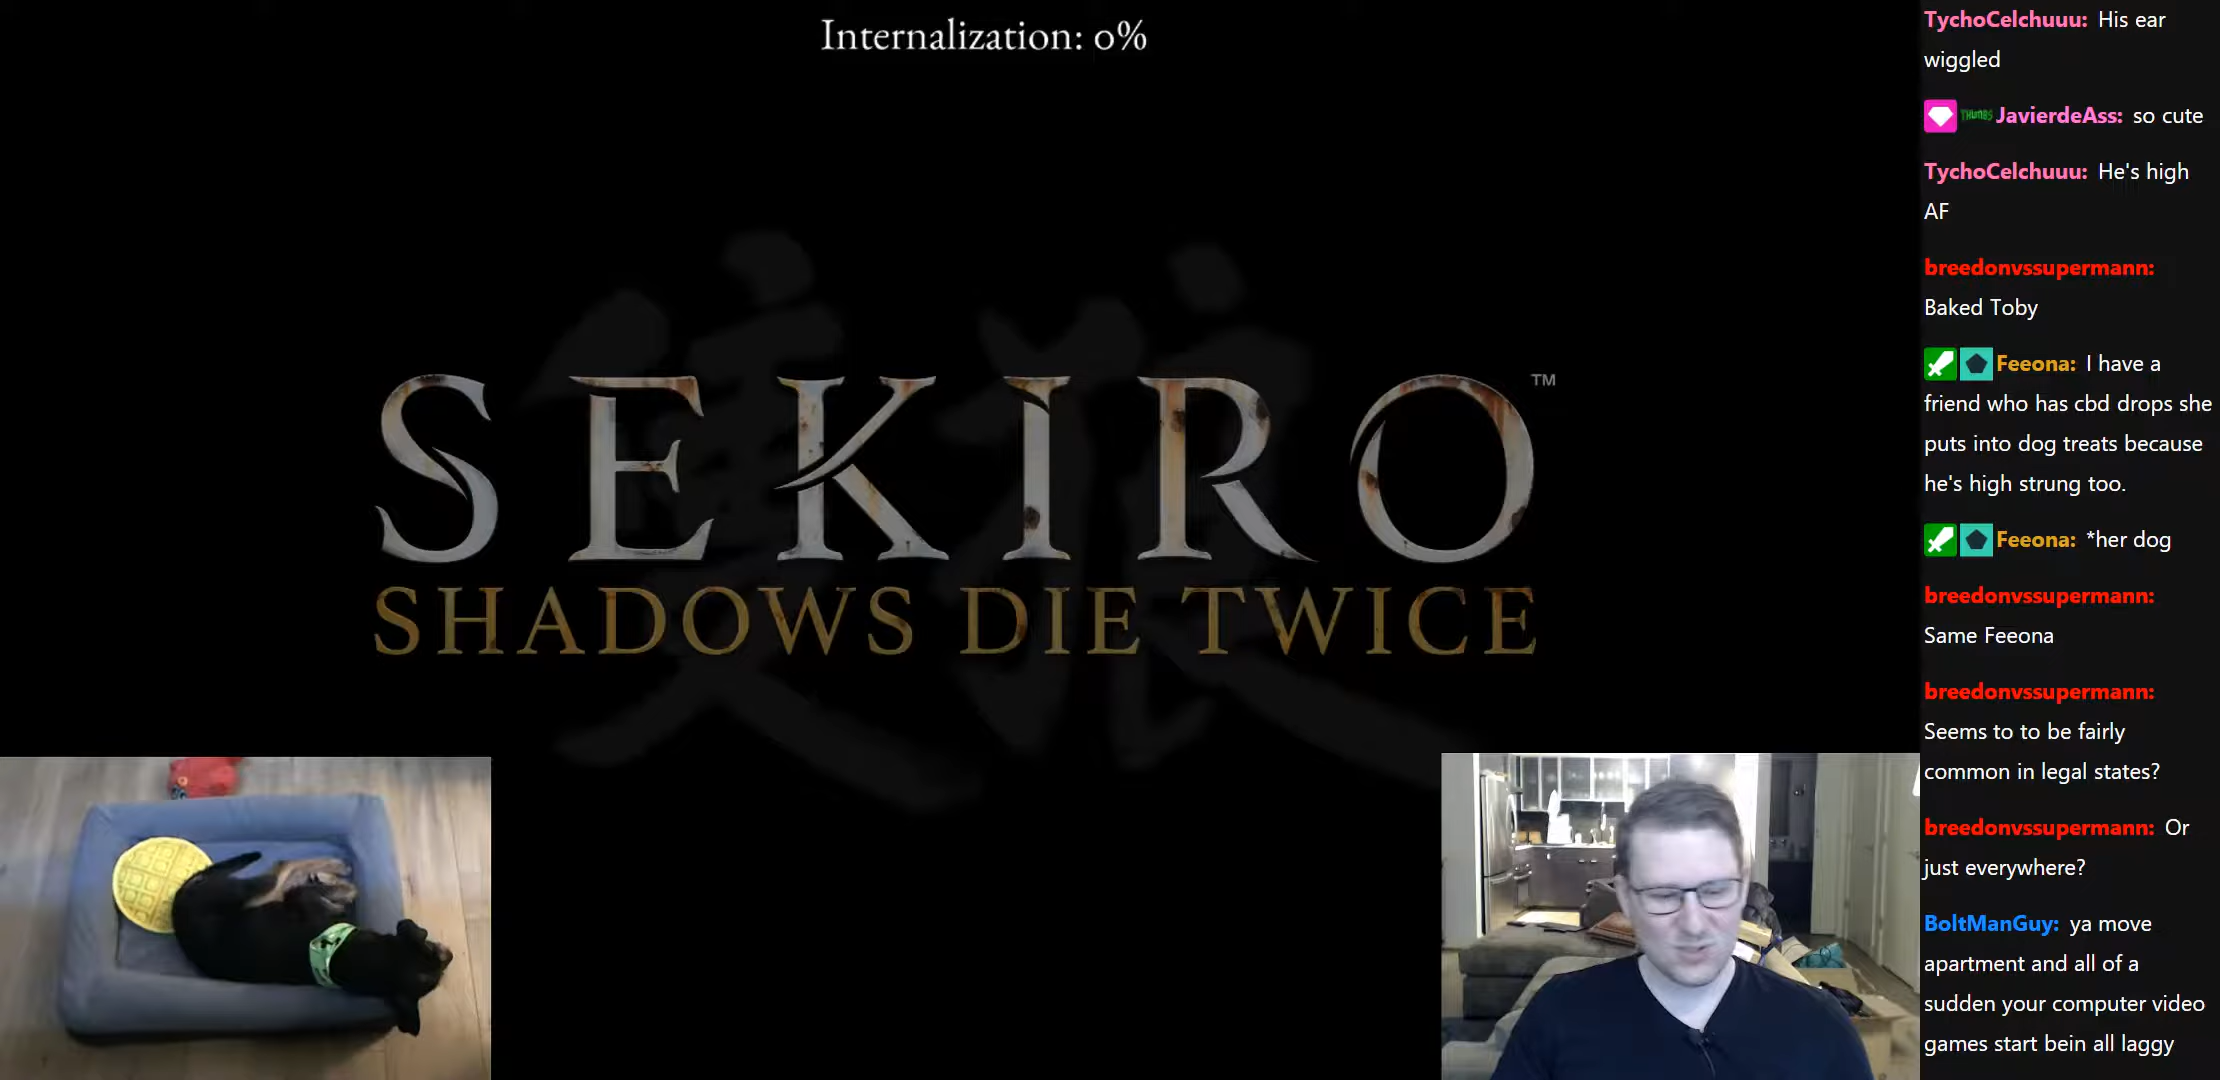 Internalization: 0%
隻狼
SEKIRO™
SHADOWS DIE TWICE
TychoCelchuuu: His ear
wiggled
THUMBS JavierdeAss: so cute
TychoCelchuuu: He's high
AF
breedonvssupermann:
Baked Toby
Feeona: I have a
friend who has cbd drops she
puts into dog treats because
he's high strung too.
Feeona: *her dog
breedonvssupermann:
Same Feeona
breedonvssupermann:
Seems to to be fairly
common in legal states?
breedonvssupermann: Or
just everywhere?
BoltManGuy: ya move
apartment and all of a
sudden your computer video
games start bein all laggy